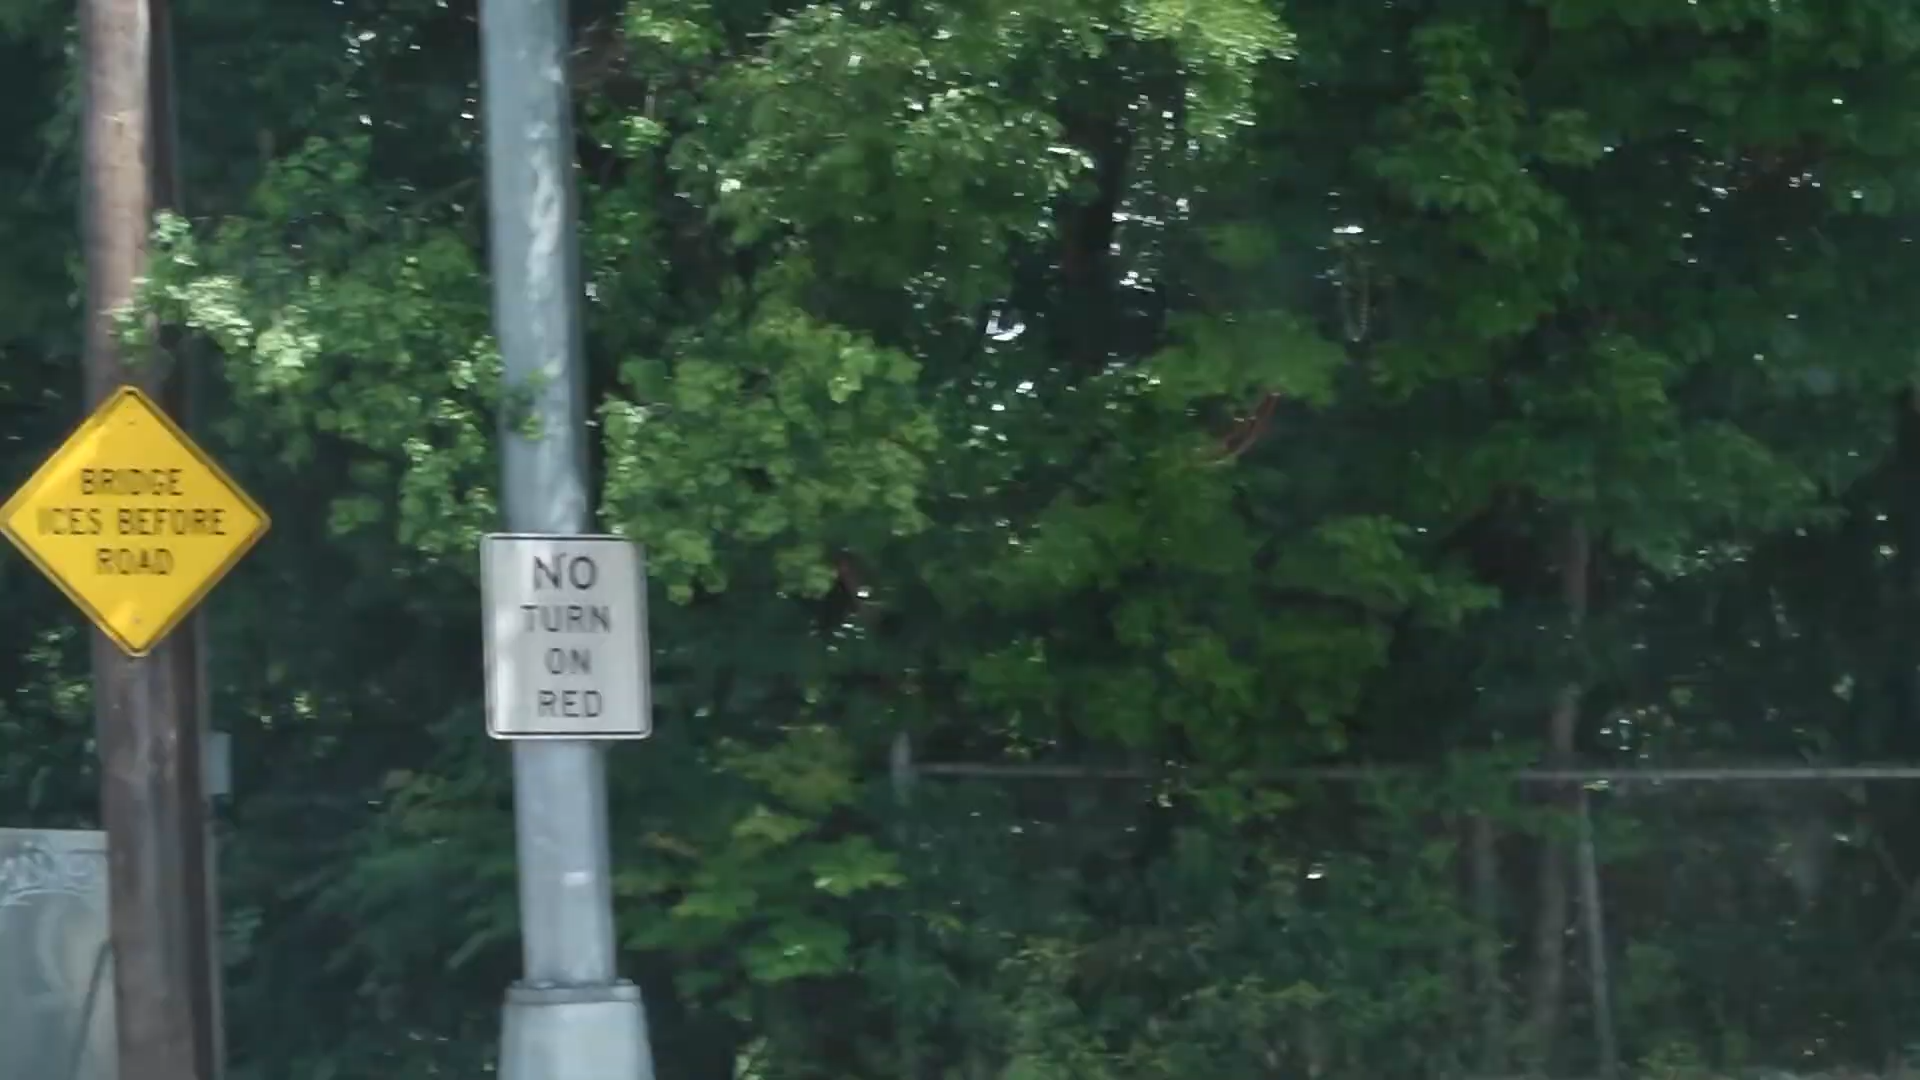 BRIDGE
ICES BEFORE
ROAD
NO
TURN
ON
RED